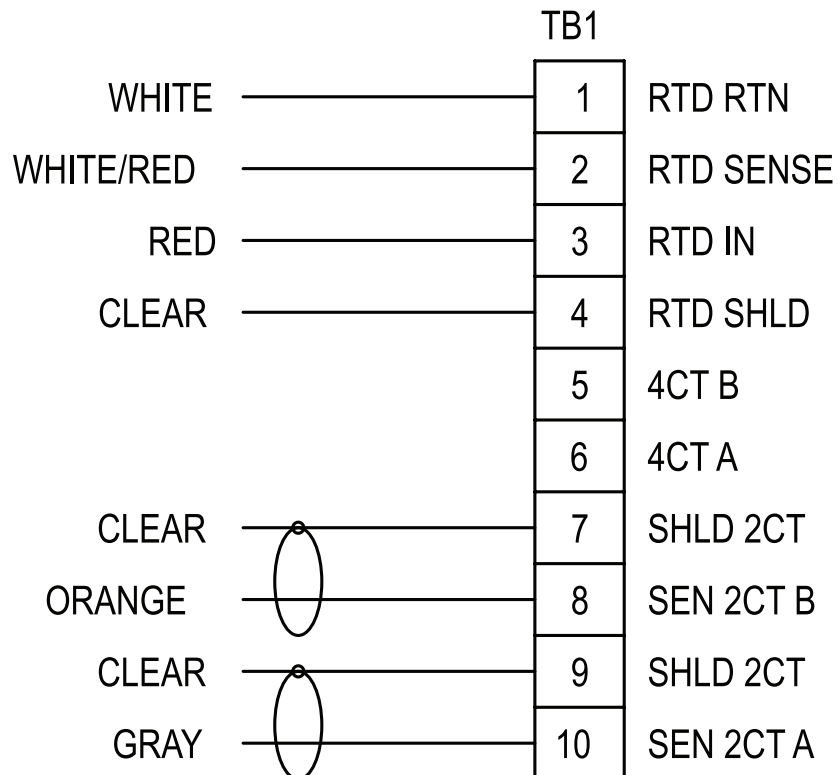 TB1
WHITE 1 RTD RTN
WHITE/RED 2 RTD SENSE
RED 3 RTD IN
CLEAR 4 RTD SHLD
5 4CT B
6 4CT A
CLEAR 7 SHLD 2CT
ORANGE 8 SEN 2CT B
CLEAR 9 SHLD 2CT
GRAY 10 SEN 2CT A